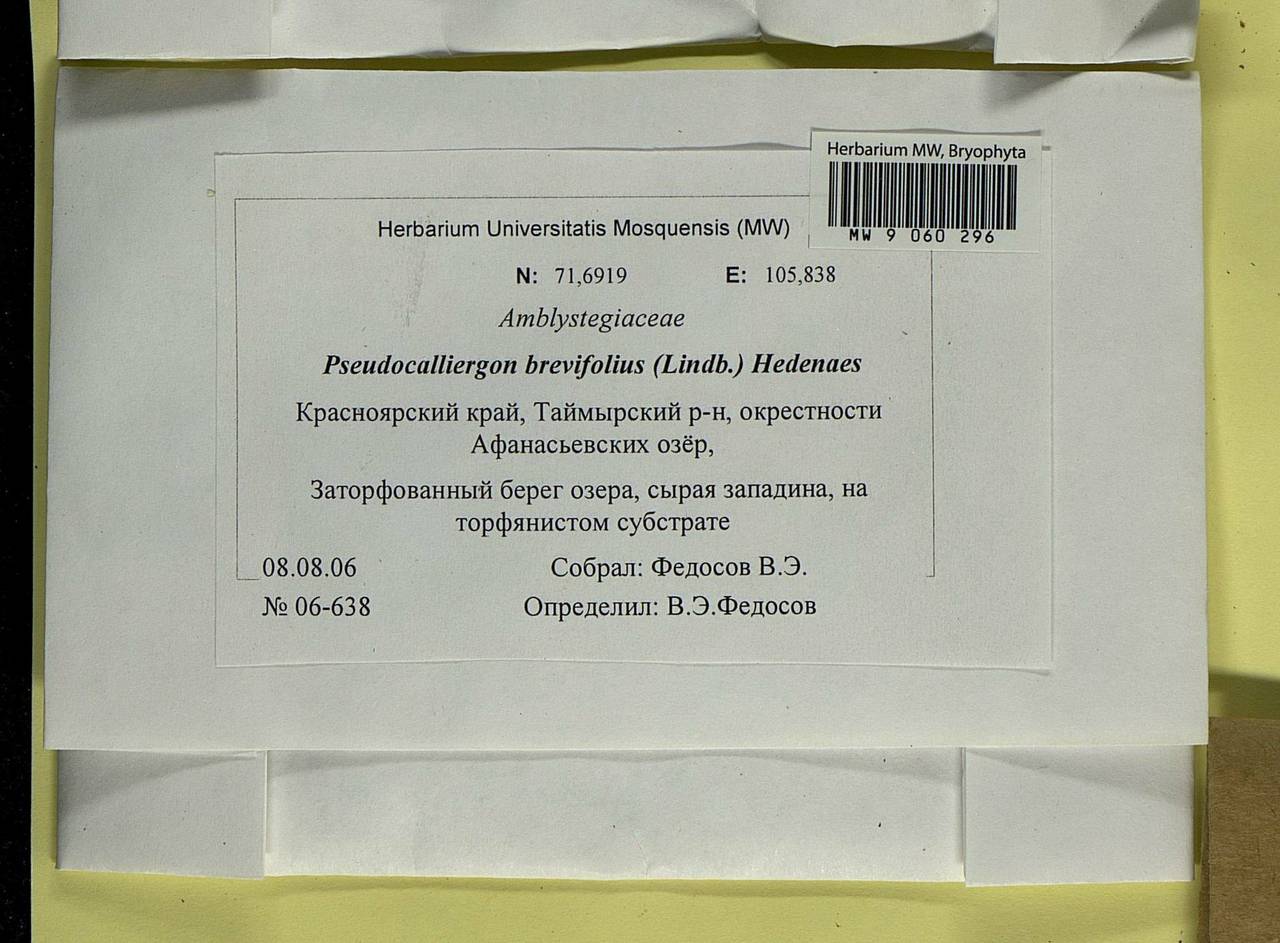 Herbarium MW, Bryophyta
MW 9 060 296
Herbarium Universitatis Mosquensis (MW)
N: 71,6919 E: 105,838
Amblystegiaceae
Pseudocalliergon brevifolius (Lindb.) Hedenaes
Красноярский край, Таймырский р-н, окрестности
Афанасьевских озёр,
Заторфованный берег озера, сырая западина, на
торфянистом субстрате
08.08.06 Собрал: Федосов В.Э.
№ 06-638 Определил: В.Э.Федосов